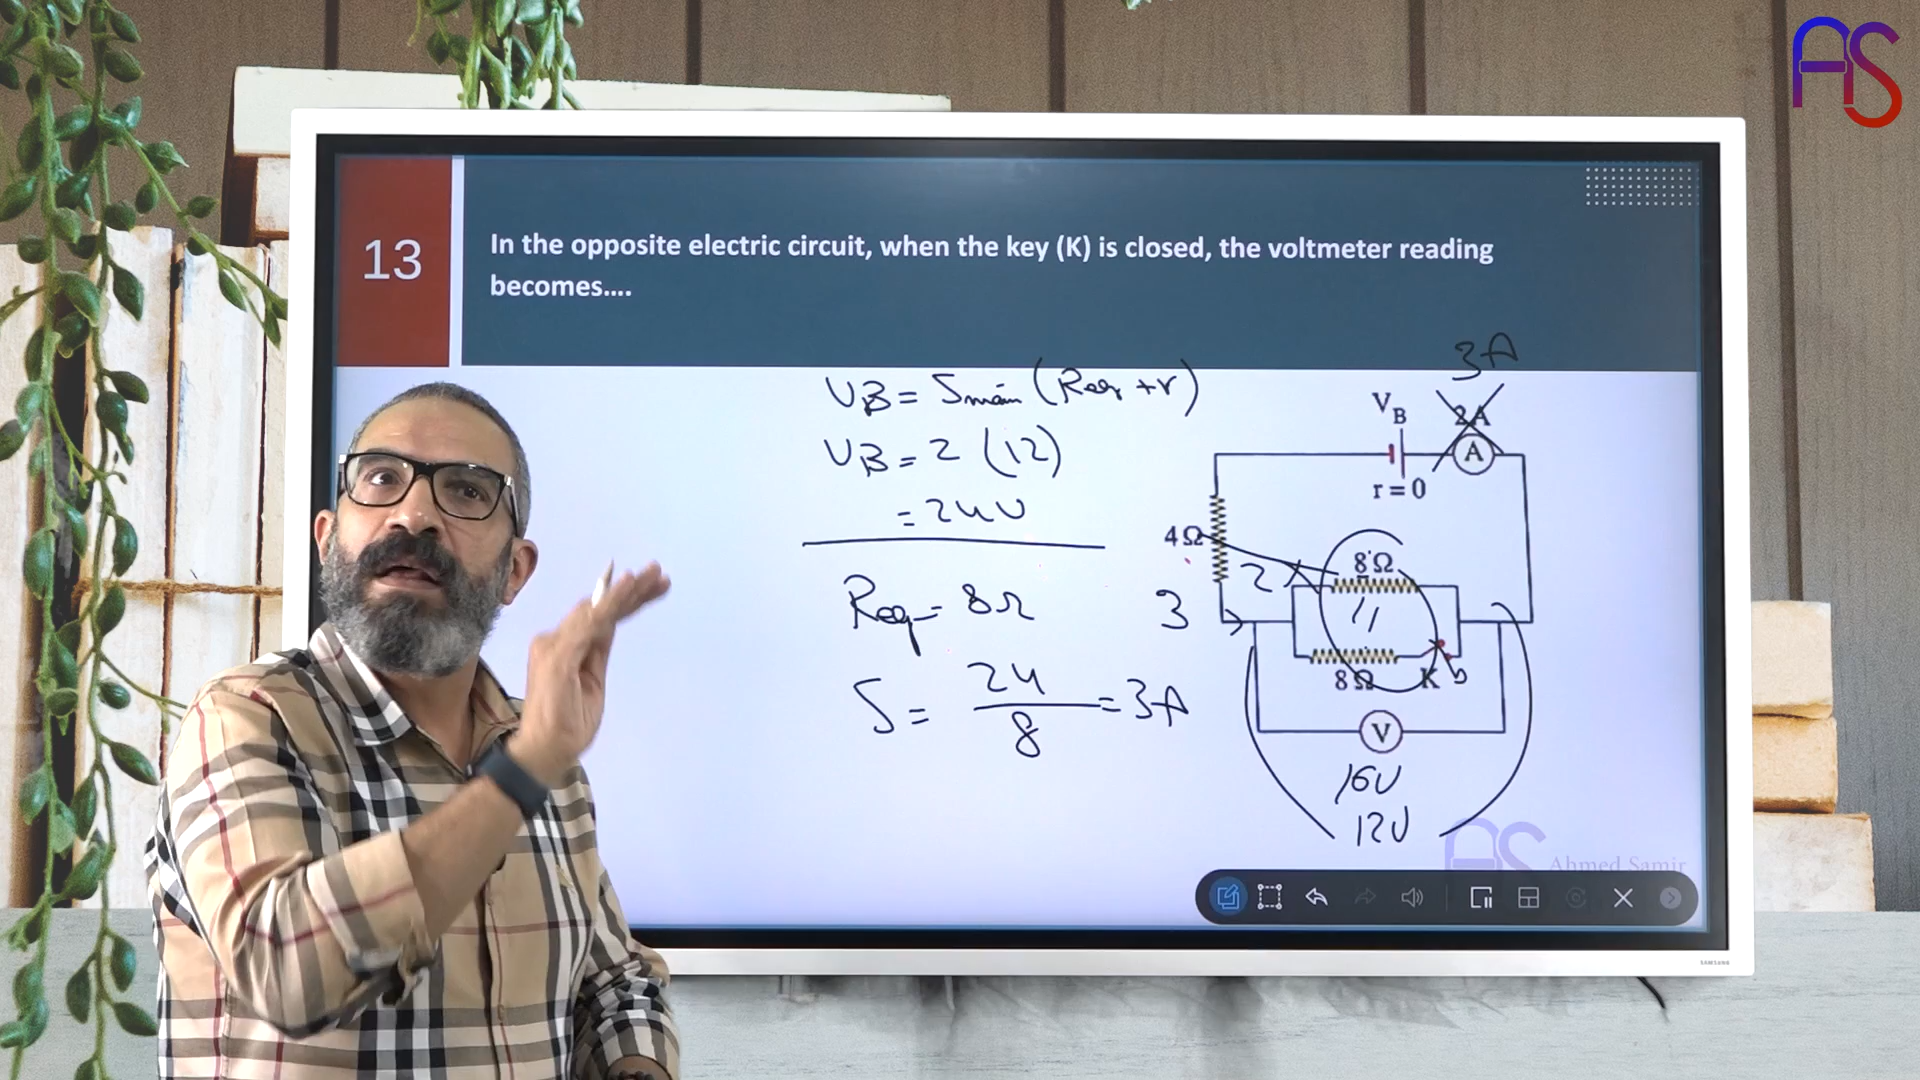 AS
13
In the opposite electric circuit, when the key (K) is closed, the voltmeter reading
becomes....
VB = Imain (Req + r)
VB = 2 (12)
= 24V
Req = 8Ω
I = 24/8 = 3A
3A
2A
VB
A
r = 0
4Ω
2
8Ω
3
//
8Ω
K
V
16V
12V
AS
Ahmed Samir
SAMSUNG